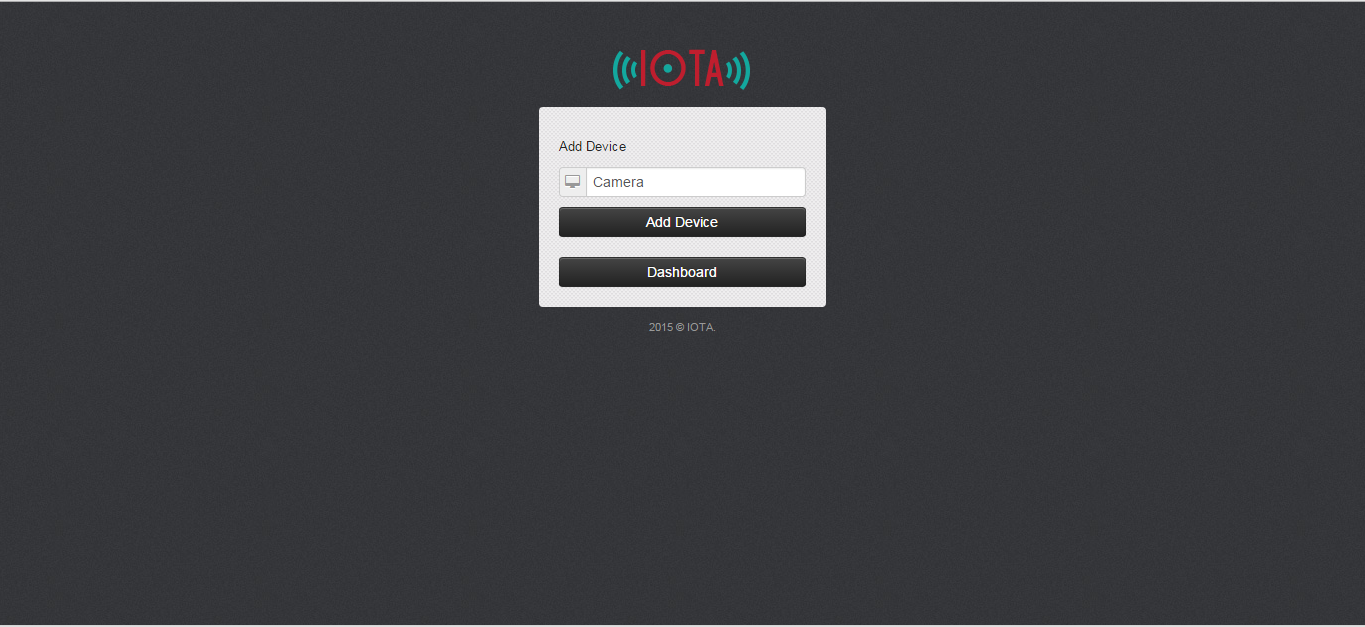 IOTA
Add Device
Camera
Add Device
Dashboard
2015 © IOTA.